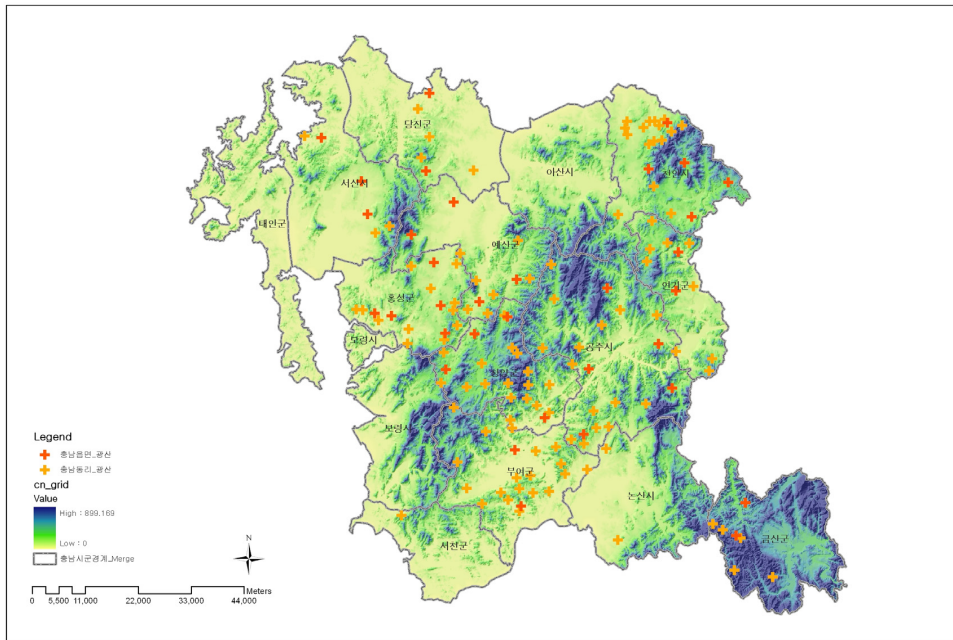 당진군
아산시
천안시
서산시
태안군
예산군
홍성군
연기군
보령시
공주시
청양군
보령시
부여군
논산시
금산군
서천군
Legend
충남읍면_광산
충남동리_광산
cn_grid
Value
High : 899.169
Low : 0
충남시군경계_Merge
N
Meters
0 5,500 11,000 22,000 33,000 44,000